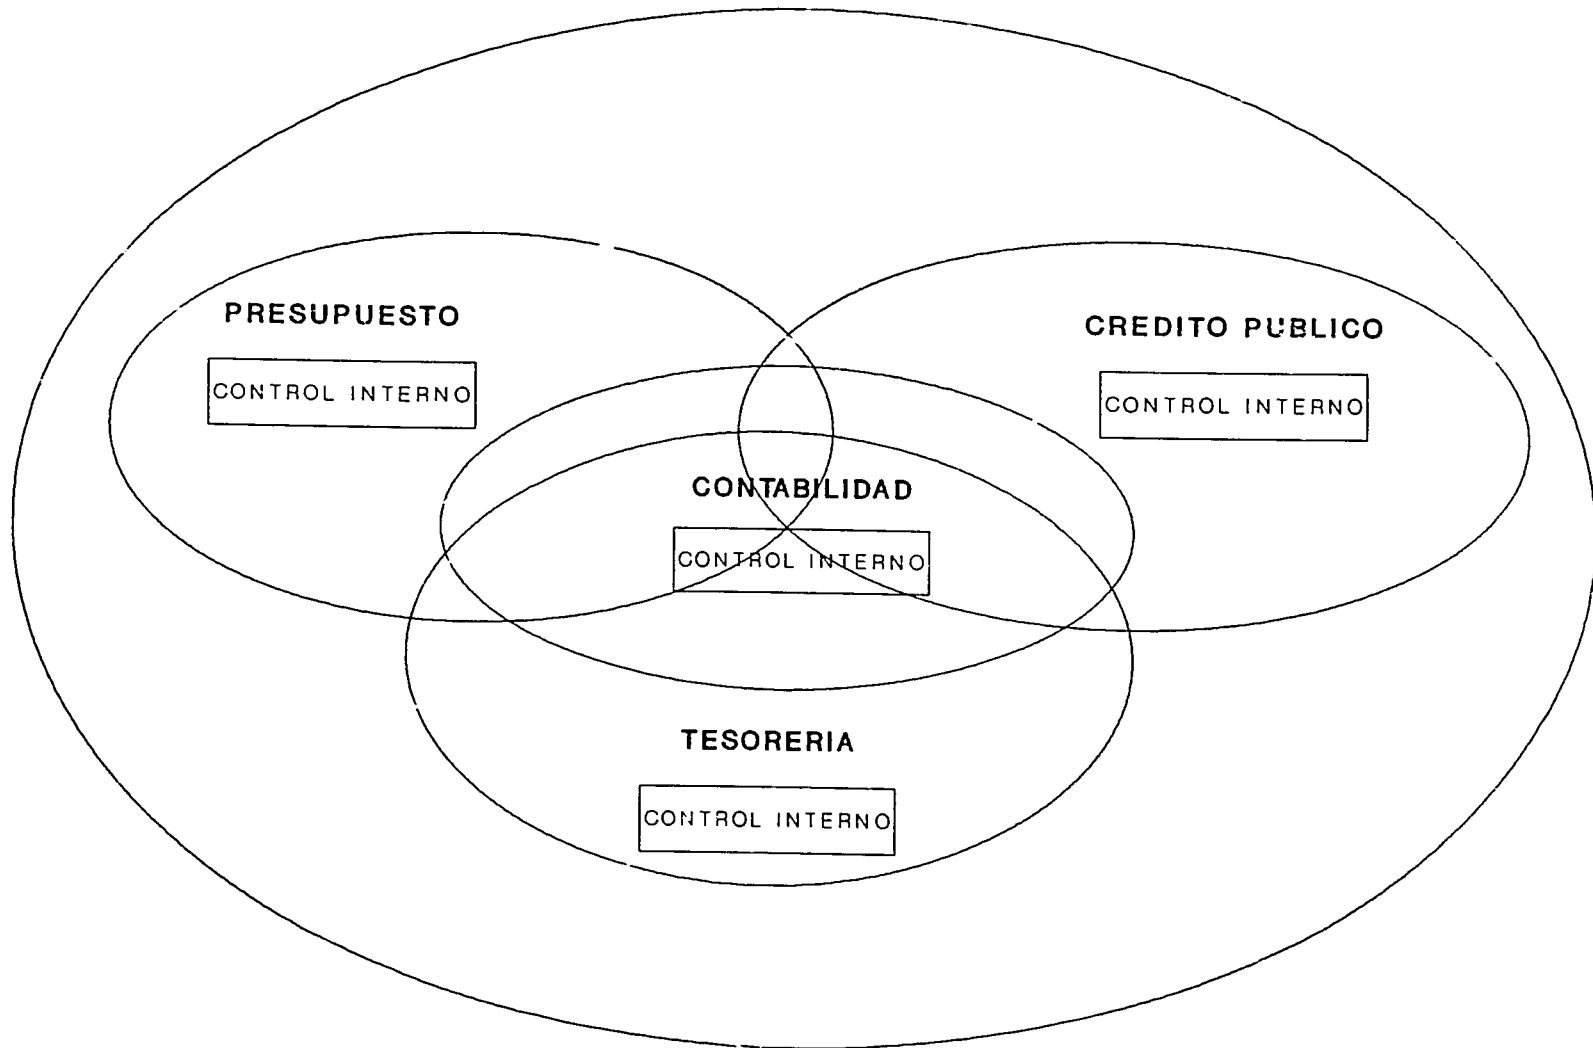 PRESUPUESTO
CONTROL INTERNO
CREDITO PUBLICO
CONTROL INTERNO
CONTABILIDAD
CONTROL INTERNO
TESORERIA
CONTROL INTERNO